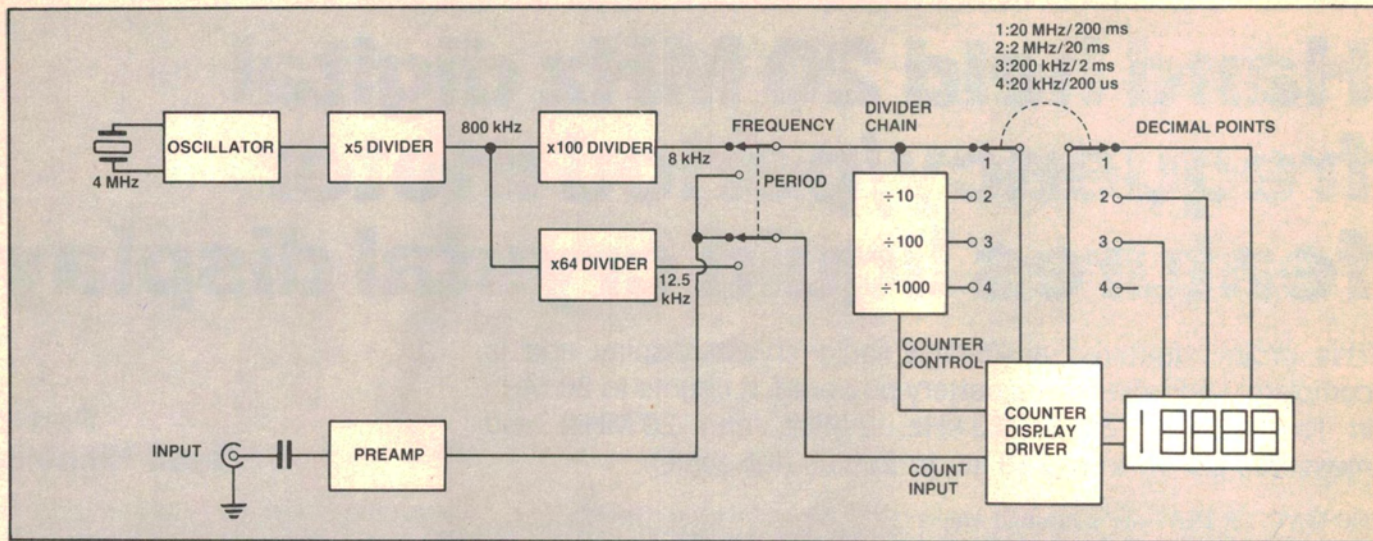 1:20 MHz/200 ms
2:2 MHz/20 ms
3:200 kHz/2 ms
4:20 kHz/200 us
OSCILLATOR
4 MHz
x5 DIVIDER
800 kHz
x100 DIVIDER
8 kHz
FREQUENCY
PERIOD
DIVIDER
CHAIN
DECIMAL POINTS
1
1
÷10
2
2
÷100
3
3
÷1000
4
4
x64 DIVIDER
12.5
kHz
COUNTER
CONTROL
INPUT
PREAMP
COUNT
INPUT
COUNTER
DISPLAY
DRIVER